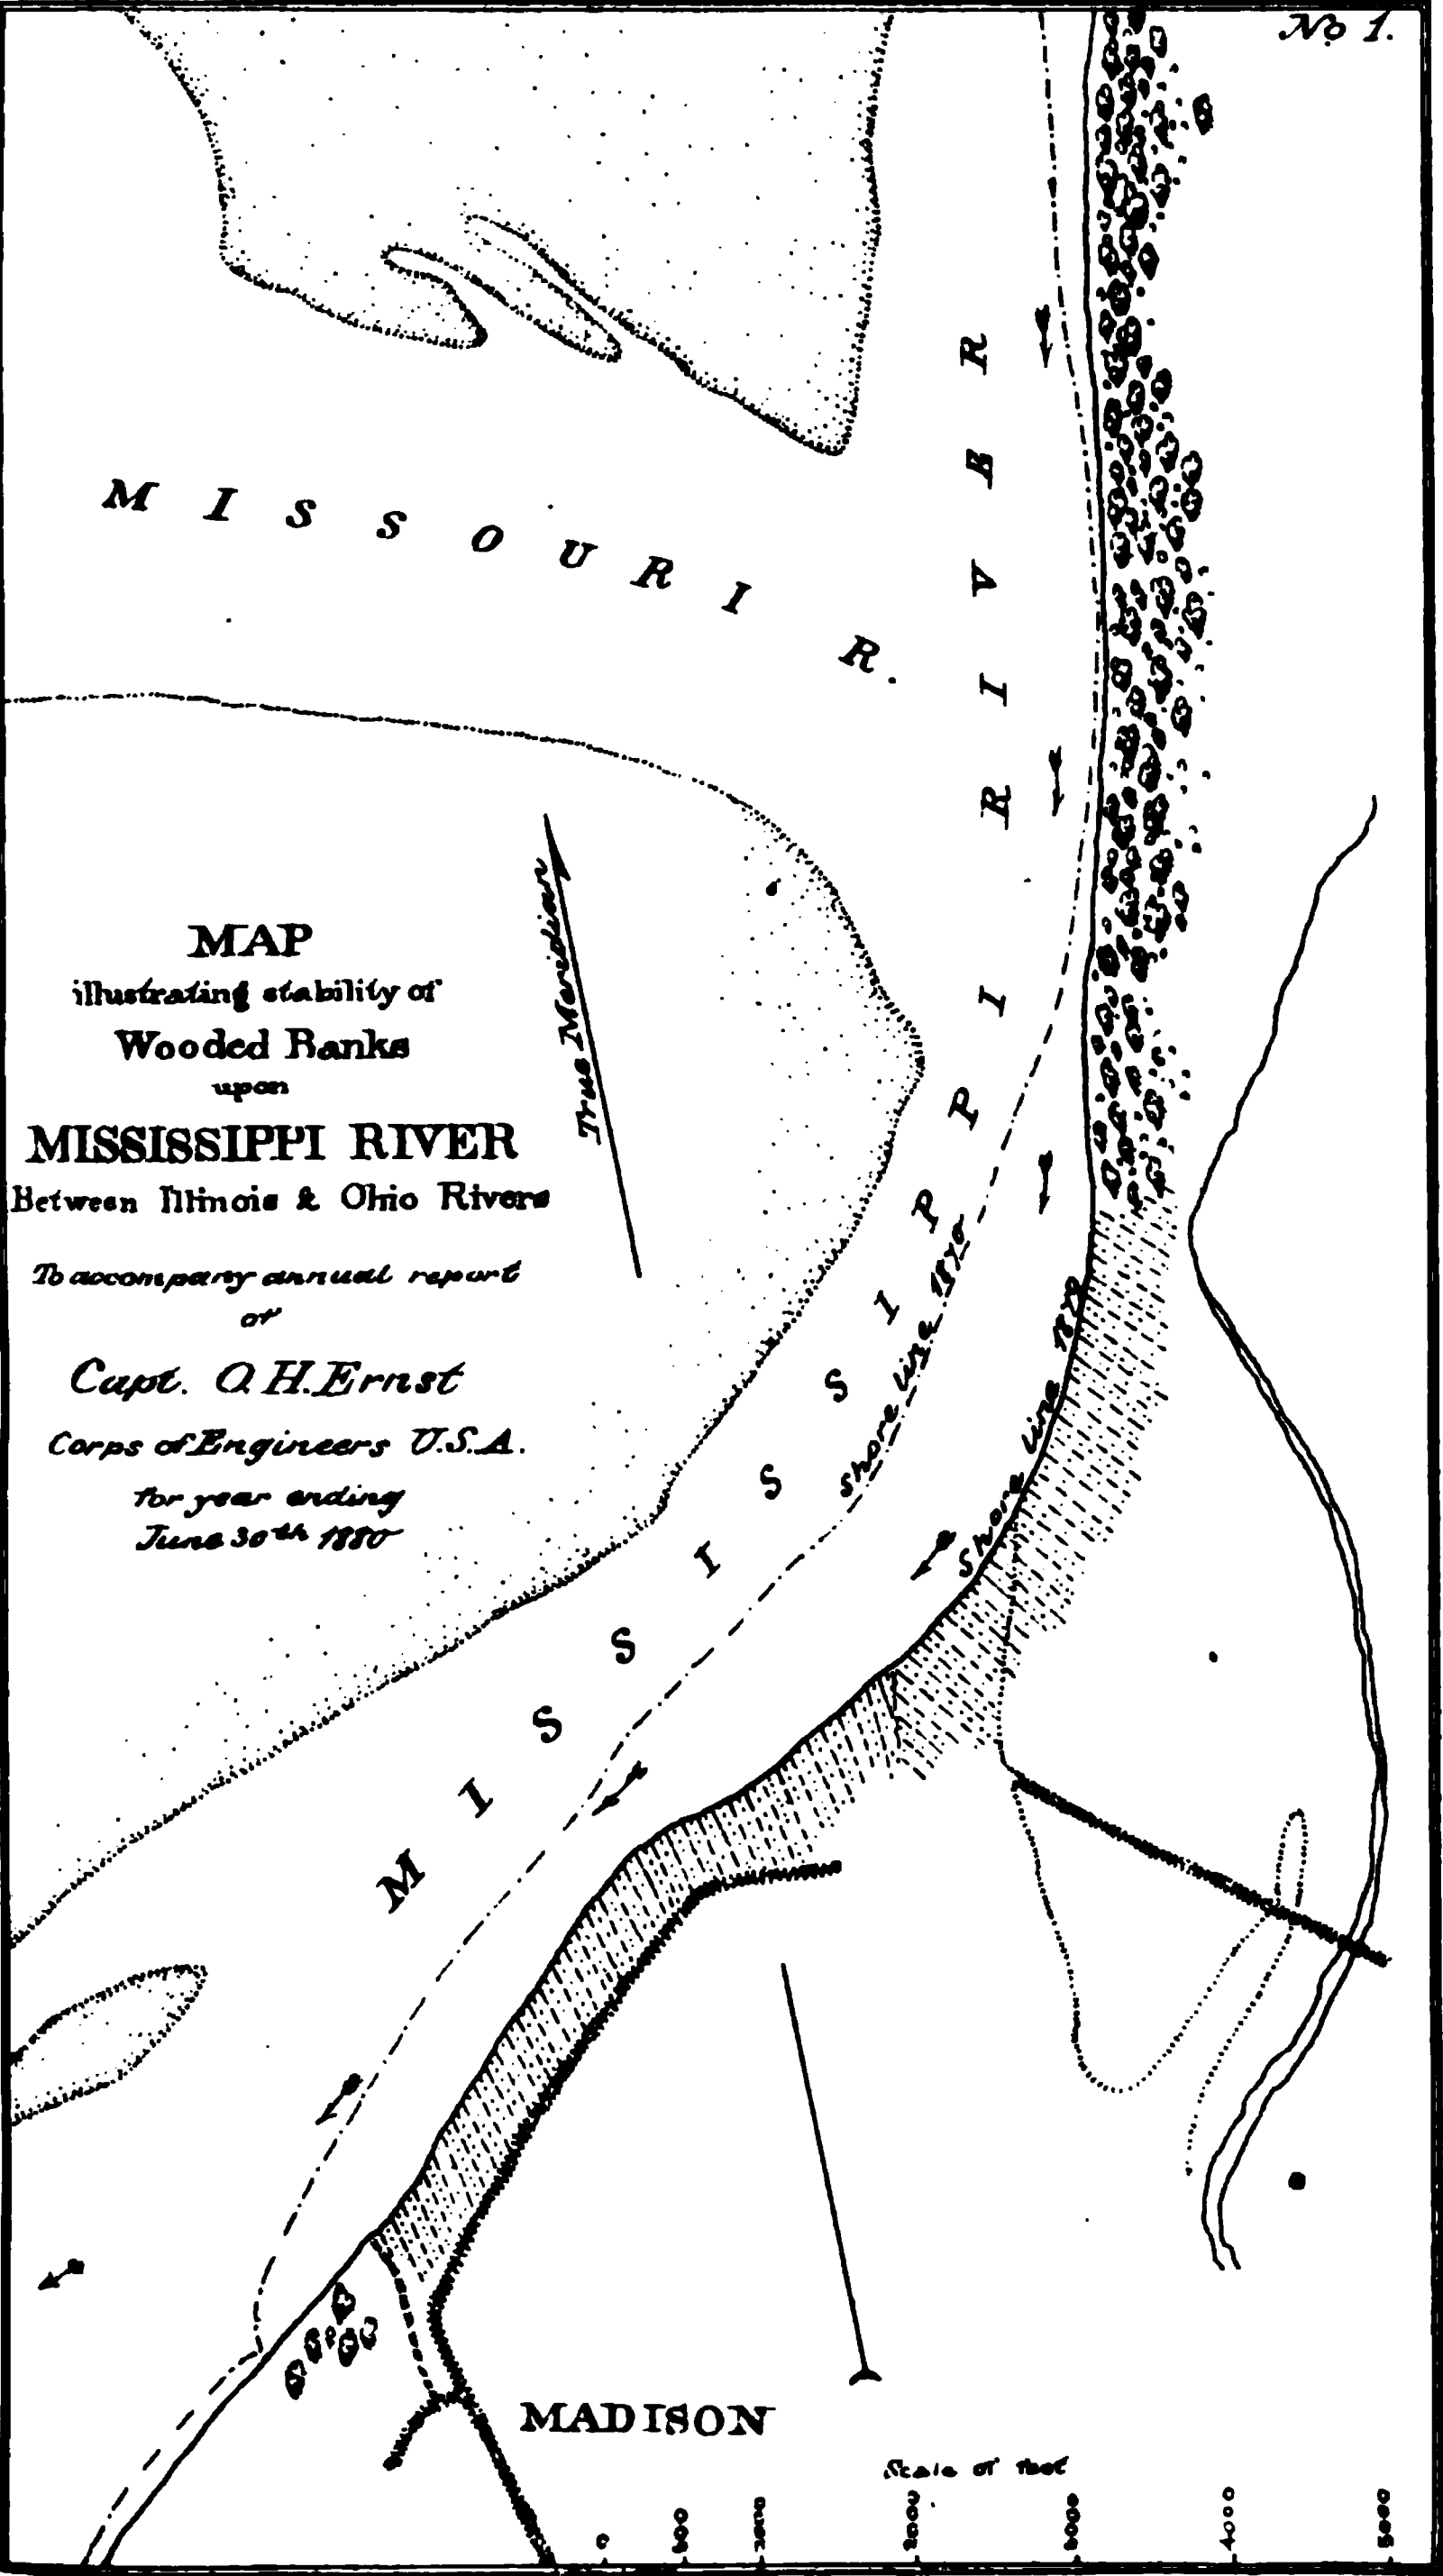 No 1.
MISSOURI R.
MISSISSIPPI RIVER
True Meridian
MAP
illustrating stability of
Wooded Banks
upon
MISSISSIPPI RIVER
Between Illinois & Ohio Rivers
To accompany annual report
of
Capt. O.H. Ernst
Corps of Engineers U.S.A.
for year ending
June 30th 1880
Shore Line
Shore Line
MADISON
Scale of feet
0 500 1000 2000 3000 4000 5000